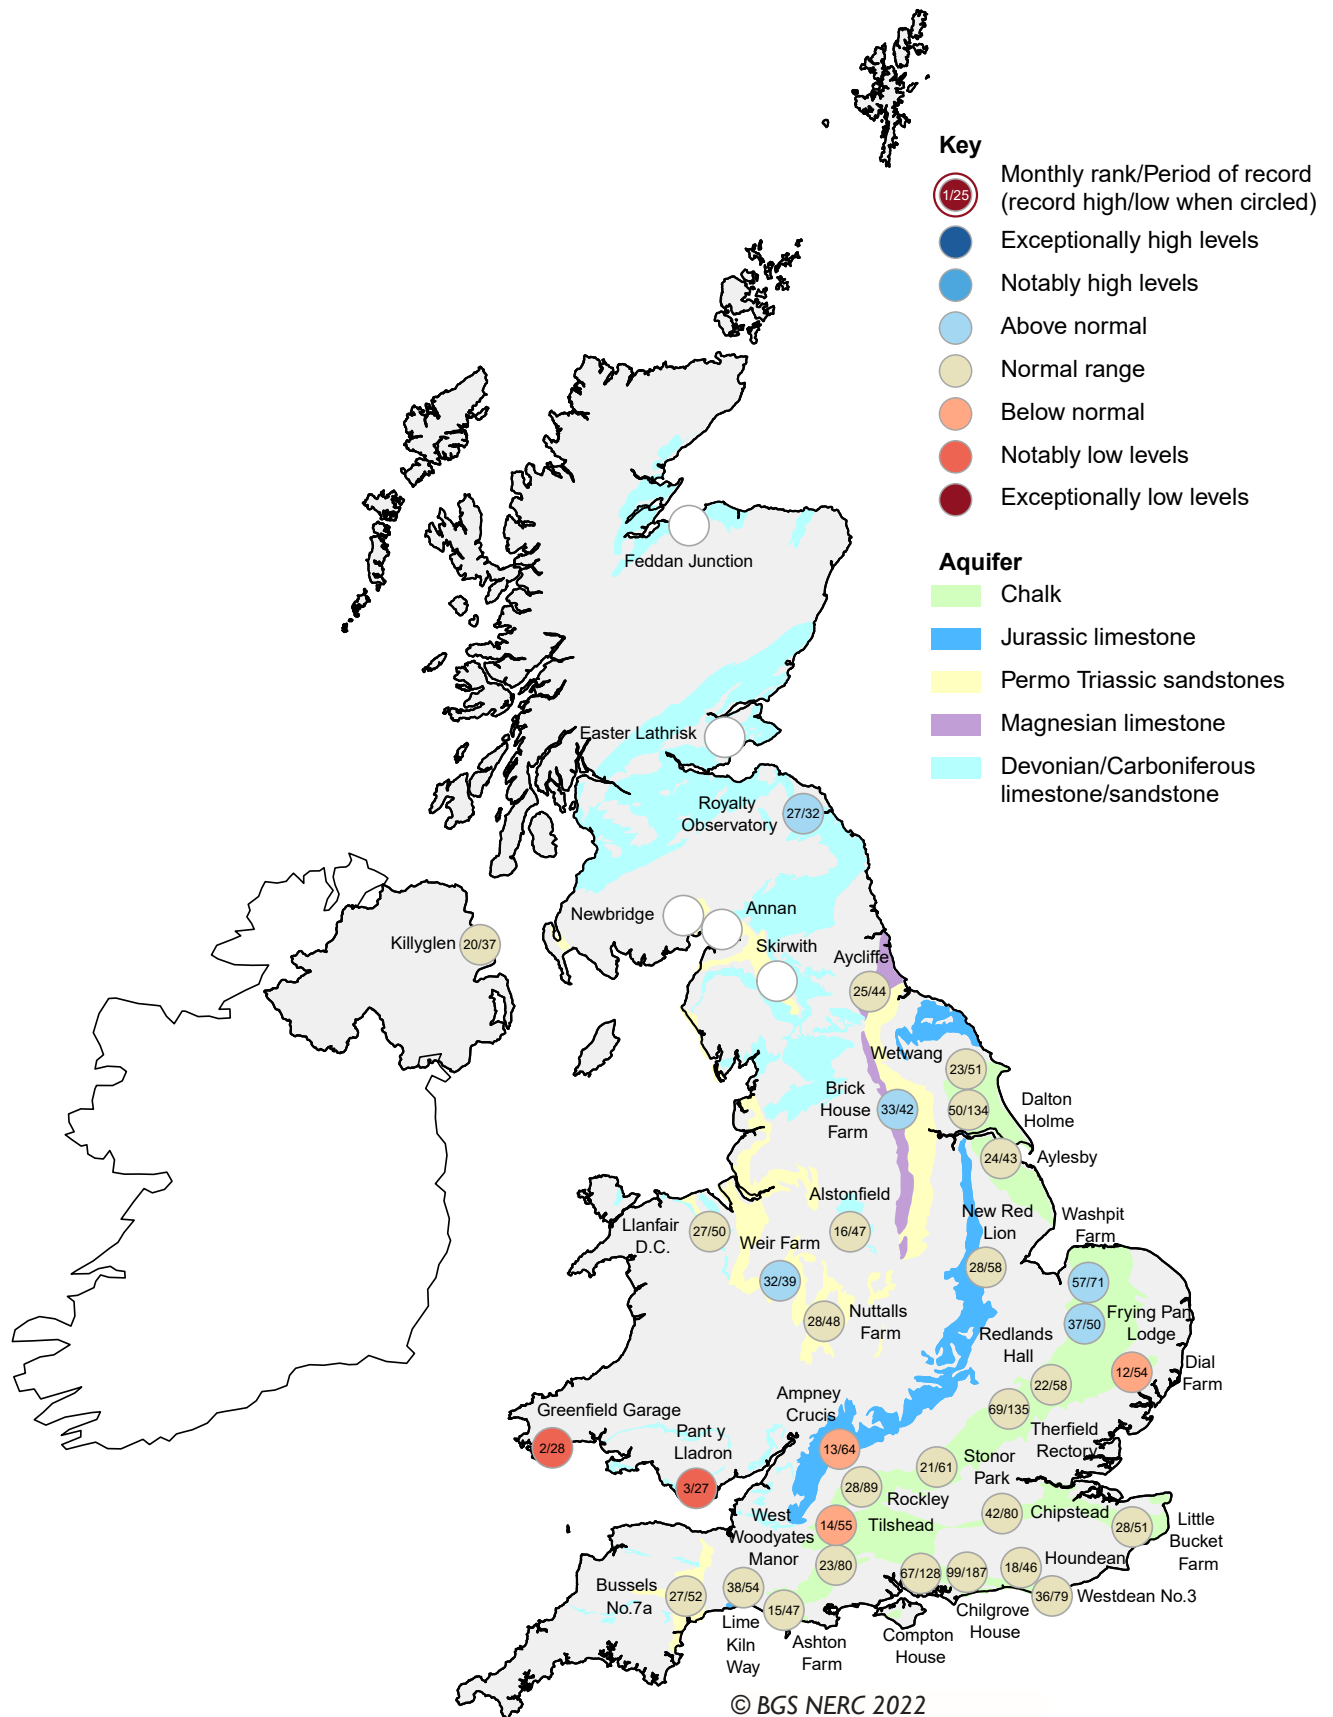 Key
1/25
Monthly rank/Period of record
(record high/low when circled)
Exceptionally high levels
Notably high levels
Above normal
Normal range
Below normal
Notably low levels
Exceptionally low levels
Aquifer
Chalk
Jurassic limestone
Permo Triassic sandstones
Magnesian limestone
Devonian/Carboniferous
limestone/sandstone
Feddan Junction
Easter Lathrisk
Royalty
Observatory
27/32
Newbridge
Annan
Skirwith
Killyglen
20/37
Aycliffe
25/44
Wetwang
23/51
Brick
House
Farm
33/42
50/134
Dalton
Holme
24/43
Aylesby
Alstonfield
16/47
Llanfair
D.C.
27/50
Weir Farm
32/39
New Red
Lion
28/58
Washpit
Farm
57/71
Nuttalls
Farm
28/48
37/50
Frying Pan
Lodge
Redlands
Hall
22/58
12/54
Dial
Farm
Ampney
Crucis
13/64
69/135
Therfield
Rectory
Greenfield Garage
2/28
Pant y
Lladron
3/27
Stonor
Park
21/61
28/89
Rockley
West
Woodyates
Manor
14/55
Tilshead
42/80
Chipstead
28/51
Little
Bucket
Farm
23/80
67/128
99/187
18/46
Houndean
Bussels
No.7a
27/52
38/54
15/47
36/79
Westdean No.3
Lime
Kiln
Way
Ashton
Farm
Compton
House
Chilgrove
House
© BGS NERC 2022